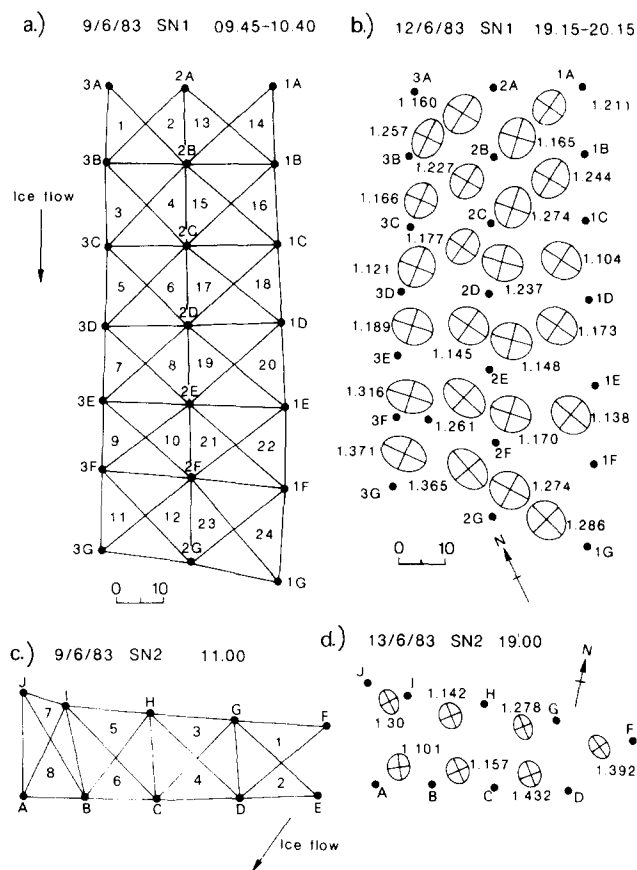 a.) 9/6/83 SN1 09.45-10.40
3A 2A 1A
1 2 13 14
3B 2B 1B
Ice flow
3 4 15 16
3C 2C 1C
5 6 17 18
3D 2D 1D
7 8 19 20
3E 2E 1E
9 10 21 22
3F 2F 1F
11 12 23 24
3G 2G 1G
0 10
b.) 12/6/83 SN1 19.15-20.15
3A 2A 1A
1.160 1.211
1.257 1.165
3B 2B 1B
1.227 1.244
1.166 1.274
3C 2C 1C
1.177 1.104
1.121 1.237
3D 2D 1D
1.189 1.173
1.145 1.148
3E 2E 1E
1.316 1.138
3F 1.261 1.170
2F 1F
1.371
1.365 1.274
3G 2G 1.286
1G
0 10 N
c.) 9/6/83 SN2 11.00
J I H G F
7 5 3 1
8 6 4 2
A B C D E
Ice flow
d.) 13/6/83 SN2 19.00
N
J I 1.142 H 1.278 G
1.30 F
1.101 1.157 1.392
A B C 1.432 D